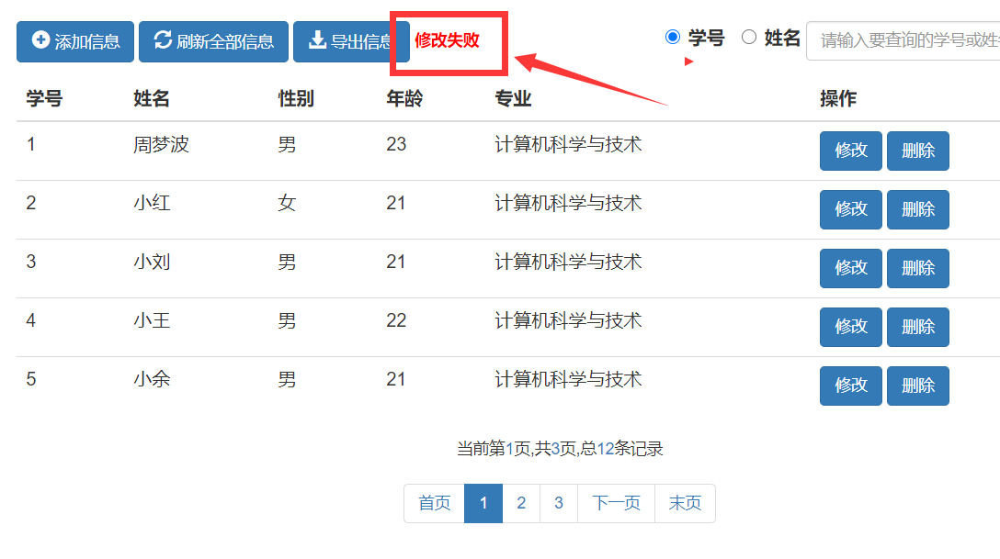 添加信息 刷新全部信息 导出信息 修改失败 学号 姓名 请输入要查询的学号或姓
学号 姓名 性别 年龄 专业 操作
1 周梦波 男 23 计算机科学与技术 修改 删除
2 小红 女 21 计算机科学与技术 修改 删除
3 小刘 男 21 计算机科学与技术 修改 删除
4 小王 男 22 计算机科学与技术 修改 删除
5 小余 男 21 计算机科学与技术 修改 删除
当前第1页,共3页,总12条记录
首页 1 2 3 下一页 末页